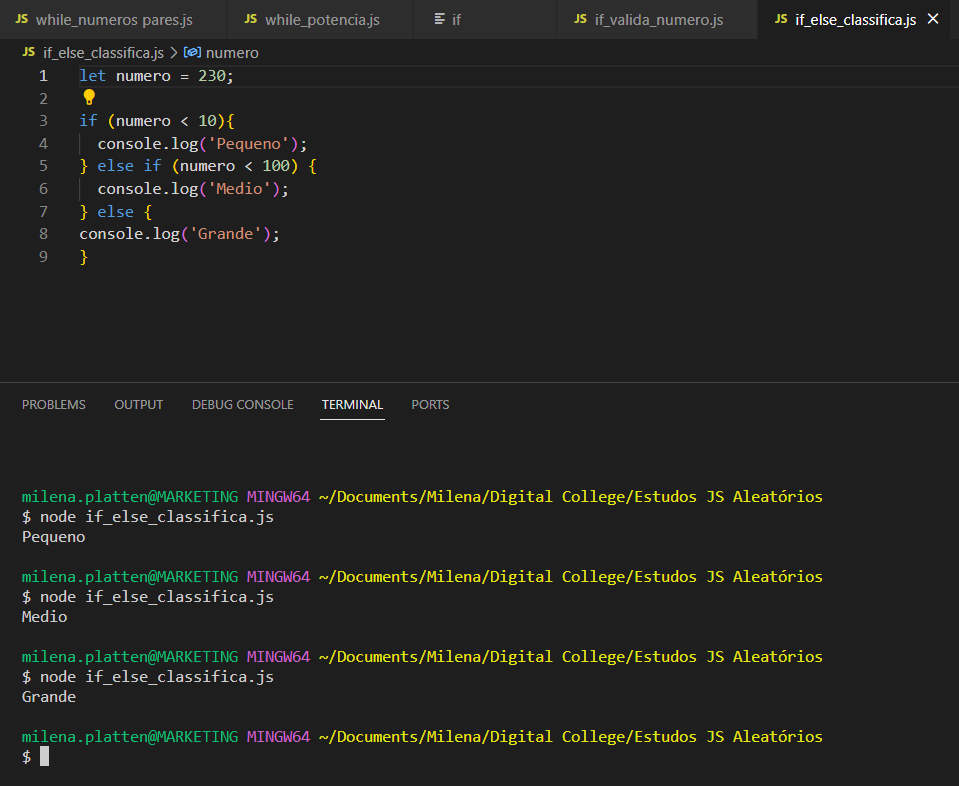 JS while_numeros pares.js JS while_potencia.js if JS if_valida_numero.js JS if_else_classifica.js
JS if_else_classifica.js > numero
1 let numero = 230;
2
3 if (numero < 10){
4 console.log('Pequeno');
5 } else if (numero < 100) {
6 console.log('Medio');
7 } else {
8 console.log('Grande');
9 }
PROBLEMS OUTPUT DEBUG CONSOLE TERMINAL PORTS
milena.platten@MARKETING MINGW64 ~/Documents/Milena/Digital College/Estudos JS Aleatórios
$ node if_else_classifica.js
Pequeno
milena.platten@MARKETING MINGW64 ~/Documents/Milena/Digital College/Estudos JS Aleatórios
$ node if_else_classifica.js
Medio
milena.platten@MARKETING MINGW64 ~/Documents/Milena/Digital College/Estudos JS Aleatórios
$ node if_else_classifica.js
Grande
milena.platten@MARKETING MINGW64 ~/Documents/Milena/Digital College/Estudos JS Aleatórios
$